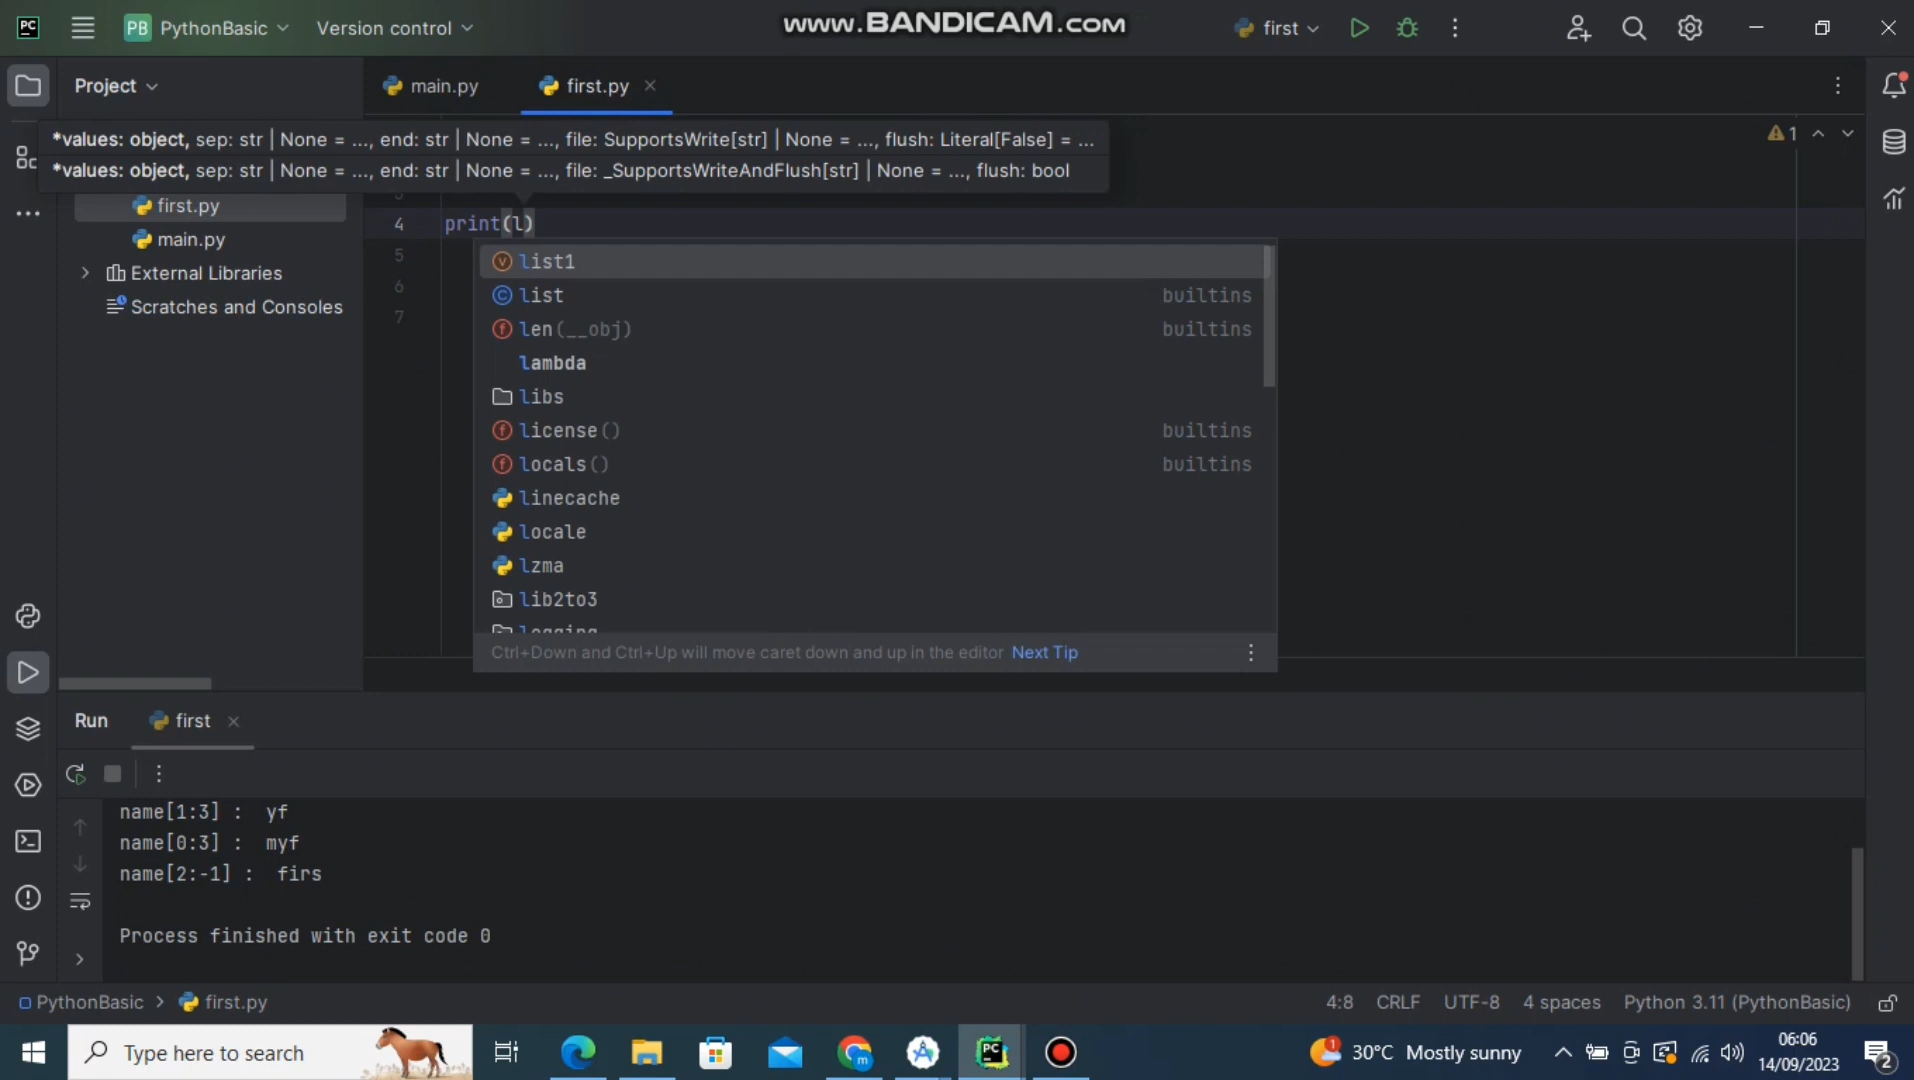 PC
PB PythonBasic
Version control
www.BANDICAM.com
first
Project
main.py
first.py
*values: object, sep: str | None = ..., end: str | None = ..., file: SupportsWrite[str] | None = ..., flush: Literal[False] = ...
*values: object, sep: str | None = ..., end: str | None = ..., file: _SupportsWriteAndFlush[str] | None = ..., flush: bool
1
first.py
main.py
External Libraries
Scratches and Consoles
3
4 print(l)
5
6
7
list1
list builtins
len(__obj) builtins
lambda
libs
license() builtins
locals() builtins
linecache
locale
lzma
lib2to3
logging
Ctrl+Down and Ctrl+Up will move caret down and up in the editor Next Tip
Run
first
name[1:3] :  yf
name[0:3] :  myf
name[2:-1] :  firs
Process finished with exit code 0
PythonBasic > first.py
4:8 CRLF UTF-8 4 spaces Python 3.11 (PythonBasic)
Type here to search
PC
1
30°C Mostly sunny
06:06
14/09/2023
2